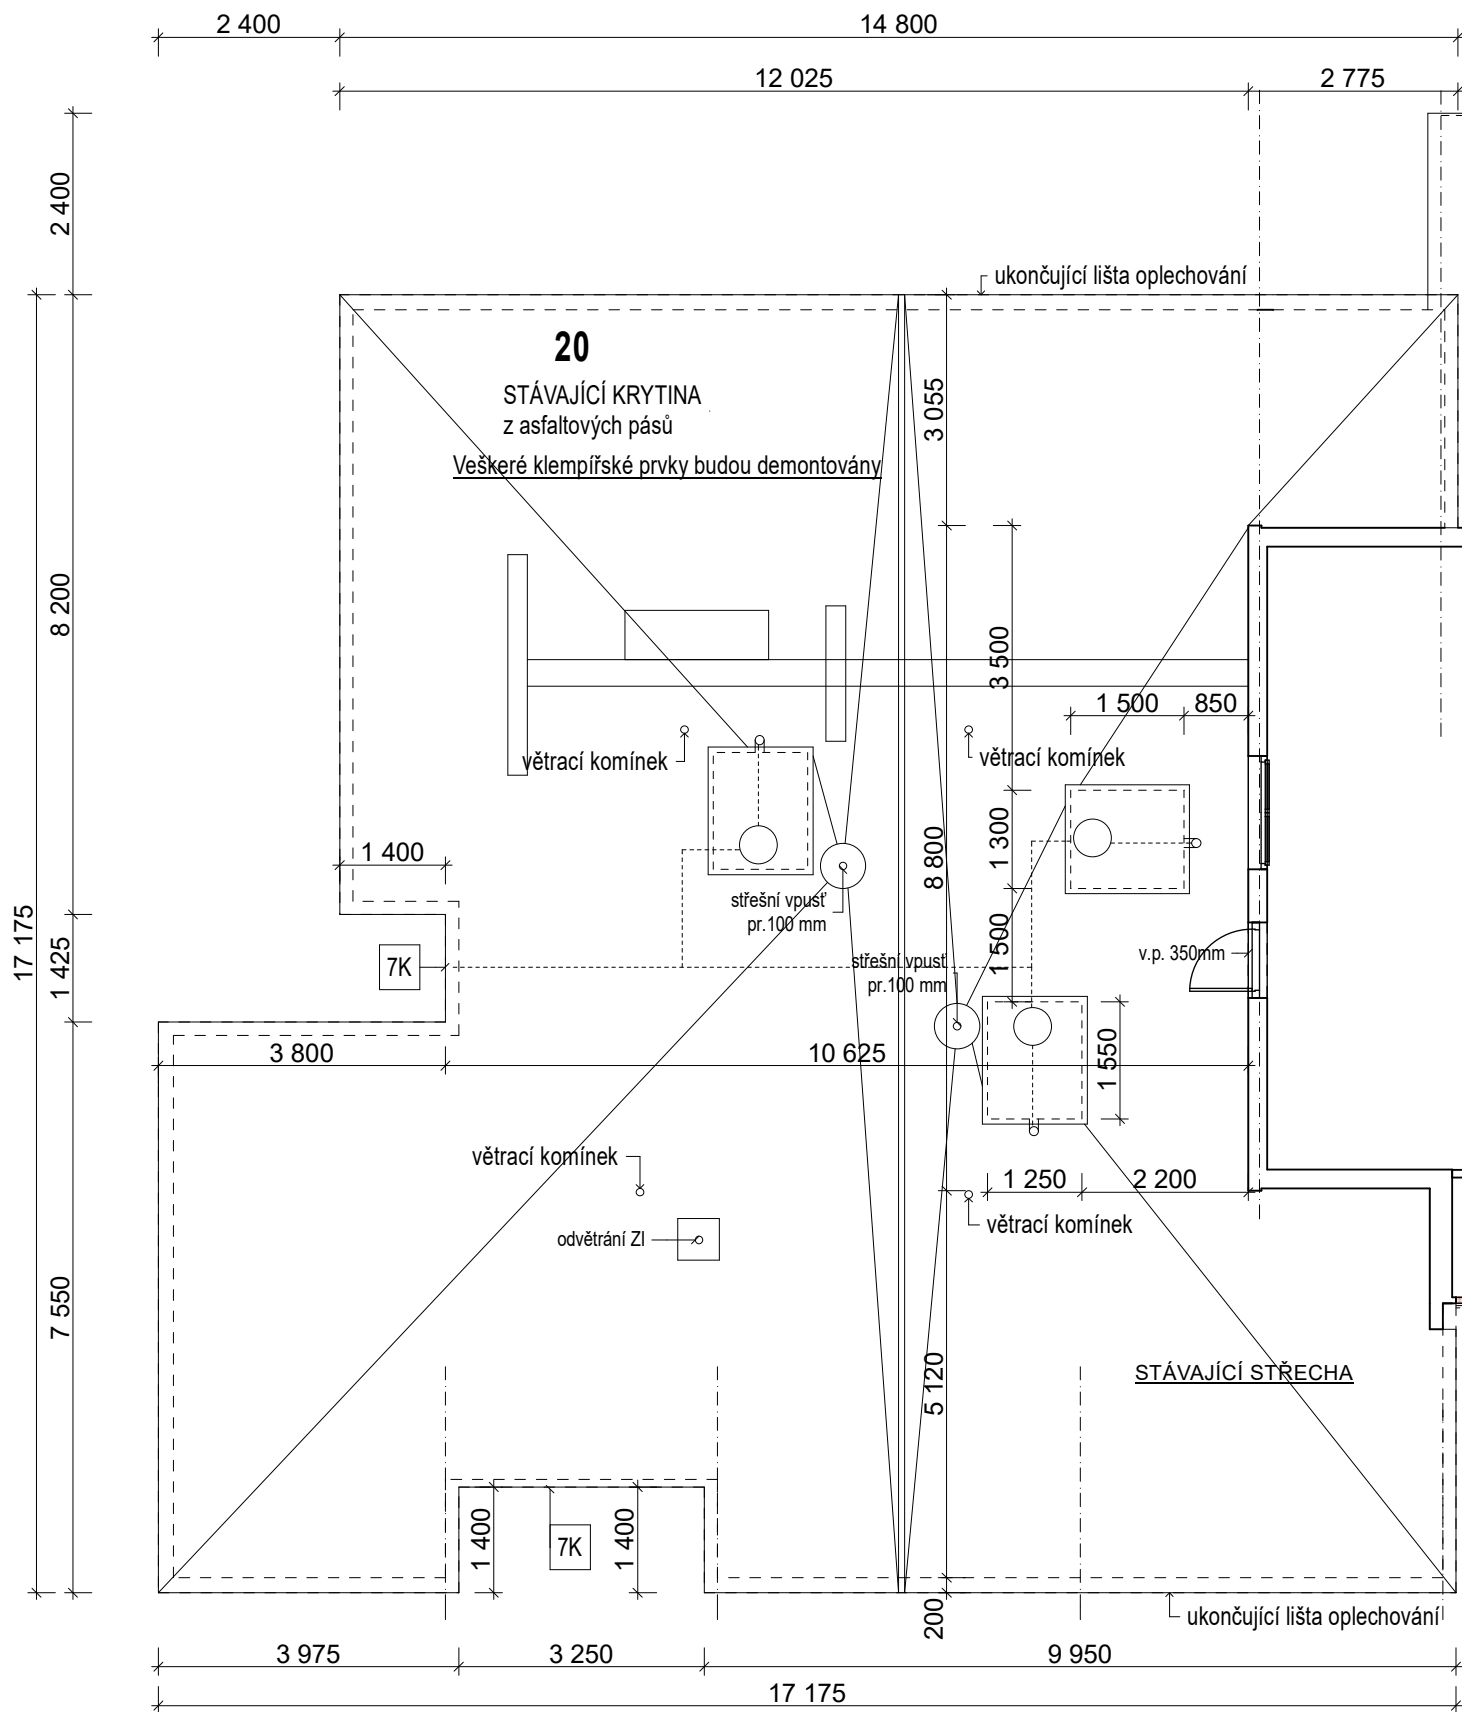 2 400
14 800
12 025
2 775
2 400
ukončující lišta oplechování
20
STÁVAJÍCÍ KRYTINA
z asfaltových pásů
Veškeré klempířské prvky budou demontovány
3 055
8 200
3 500
1 500
850
větrací komínek
větrací komínek
1 300
8 800
1 400
střešní vpusť
pr.100 mm
17 175
1 425
7K
střešní vpusť
pr.100 mm
1 500
v.p. 350mm
3 800
10 625
1 550
větrací komínek
1 250
2 200
větrací komínek
odvětrání ZI
7 550
5 120
STÁVAJÍCÍ STŘECHA
1 400
7K
1 400
200
ukončující lišta oplechování
3 975
3 250
9 950
17 175